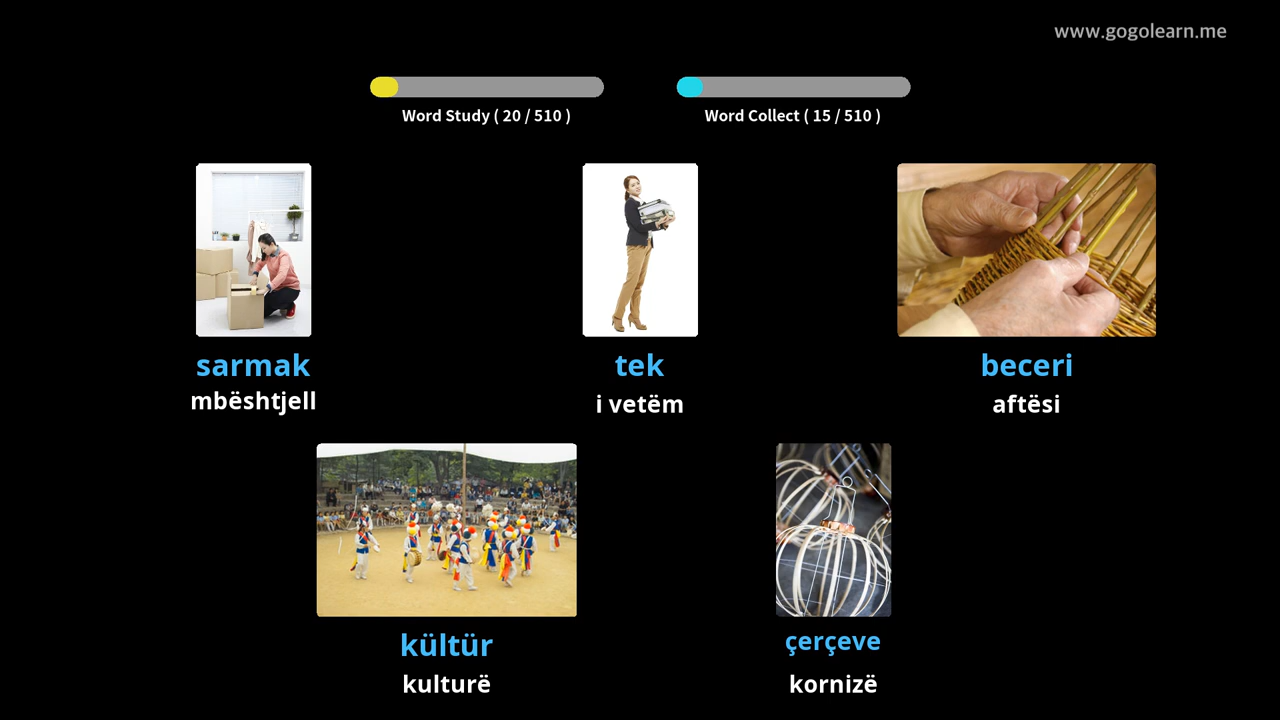 www.gogolearn.me
Word Study ( 20 / 510 )
Word Collect ( 15 / 510 )
sarmak
mbështjell
tek
i vetëm
beceri
aftësi
kültür
kulturë
çerçeve
kornizë